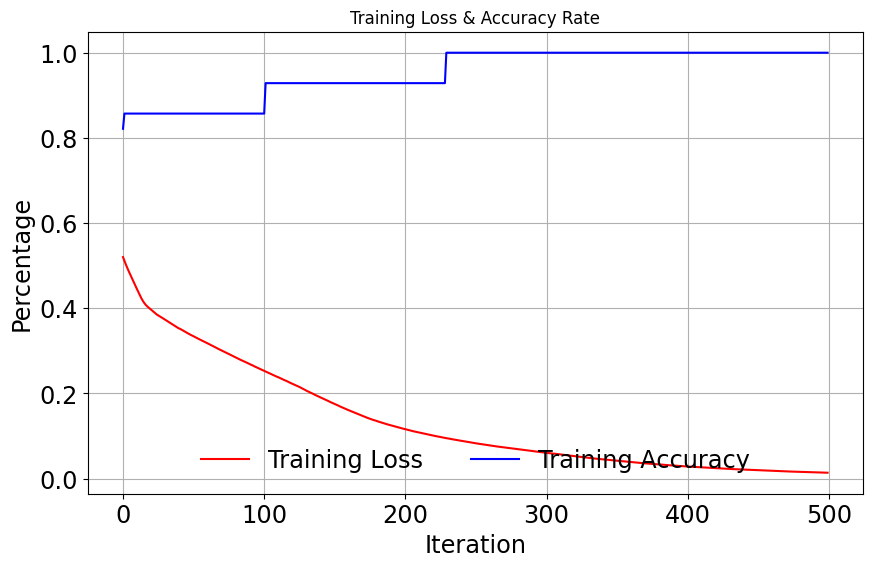 Training Loss & Accuracy Rate
1.0
0.8
0.6
0.4
0.2
0.0
Percentage
Training Loss
Training Accuracy
0 100 200 300 400 500
Iteration